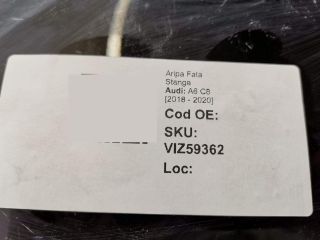 Aripa Fata
Stanga
Audi: A6 C8
[2018 - 2020]
Cod OE:
SKU:
VIZ59362
Loc: